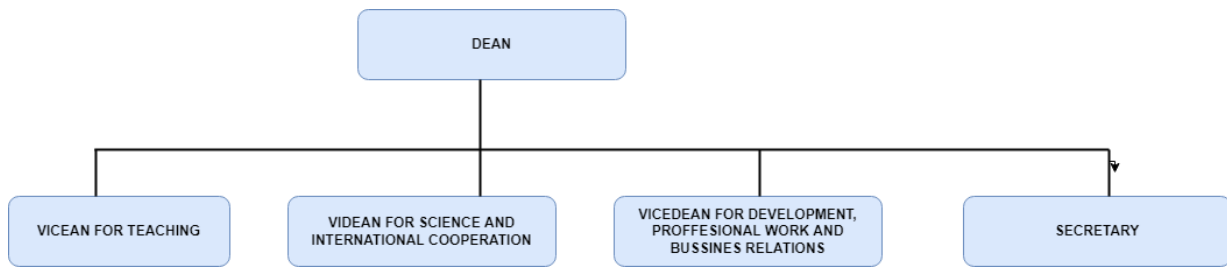 DEAN
VICEAN FOR TEACHING
VIDEAN FOR SCIENCE AND
INTERNATIONAL COOPERATION
VICEDEAN FOR DEVELOPMENT,
PROFFESIONAL WORK AND
BUSSINES RELATIONS
SECRETARY